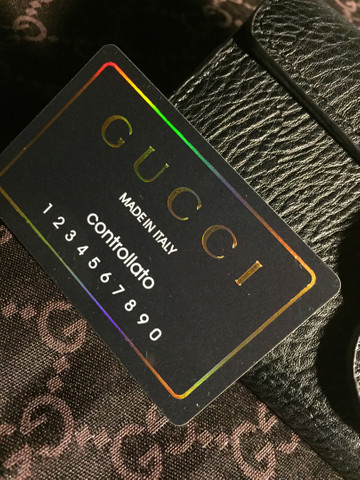 GUCCI
MADE IN ITALY
controllato
1 2 3 4 5 6 7 8 9 0